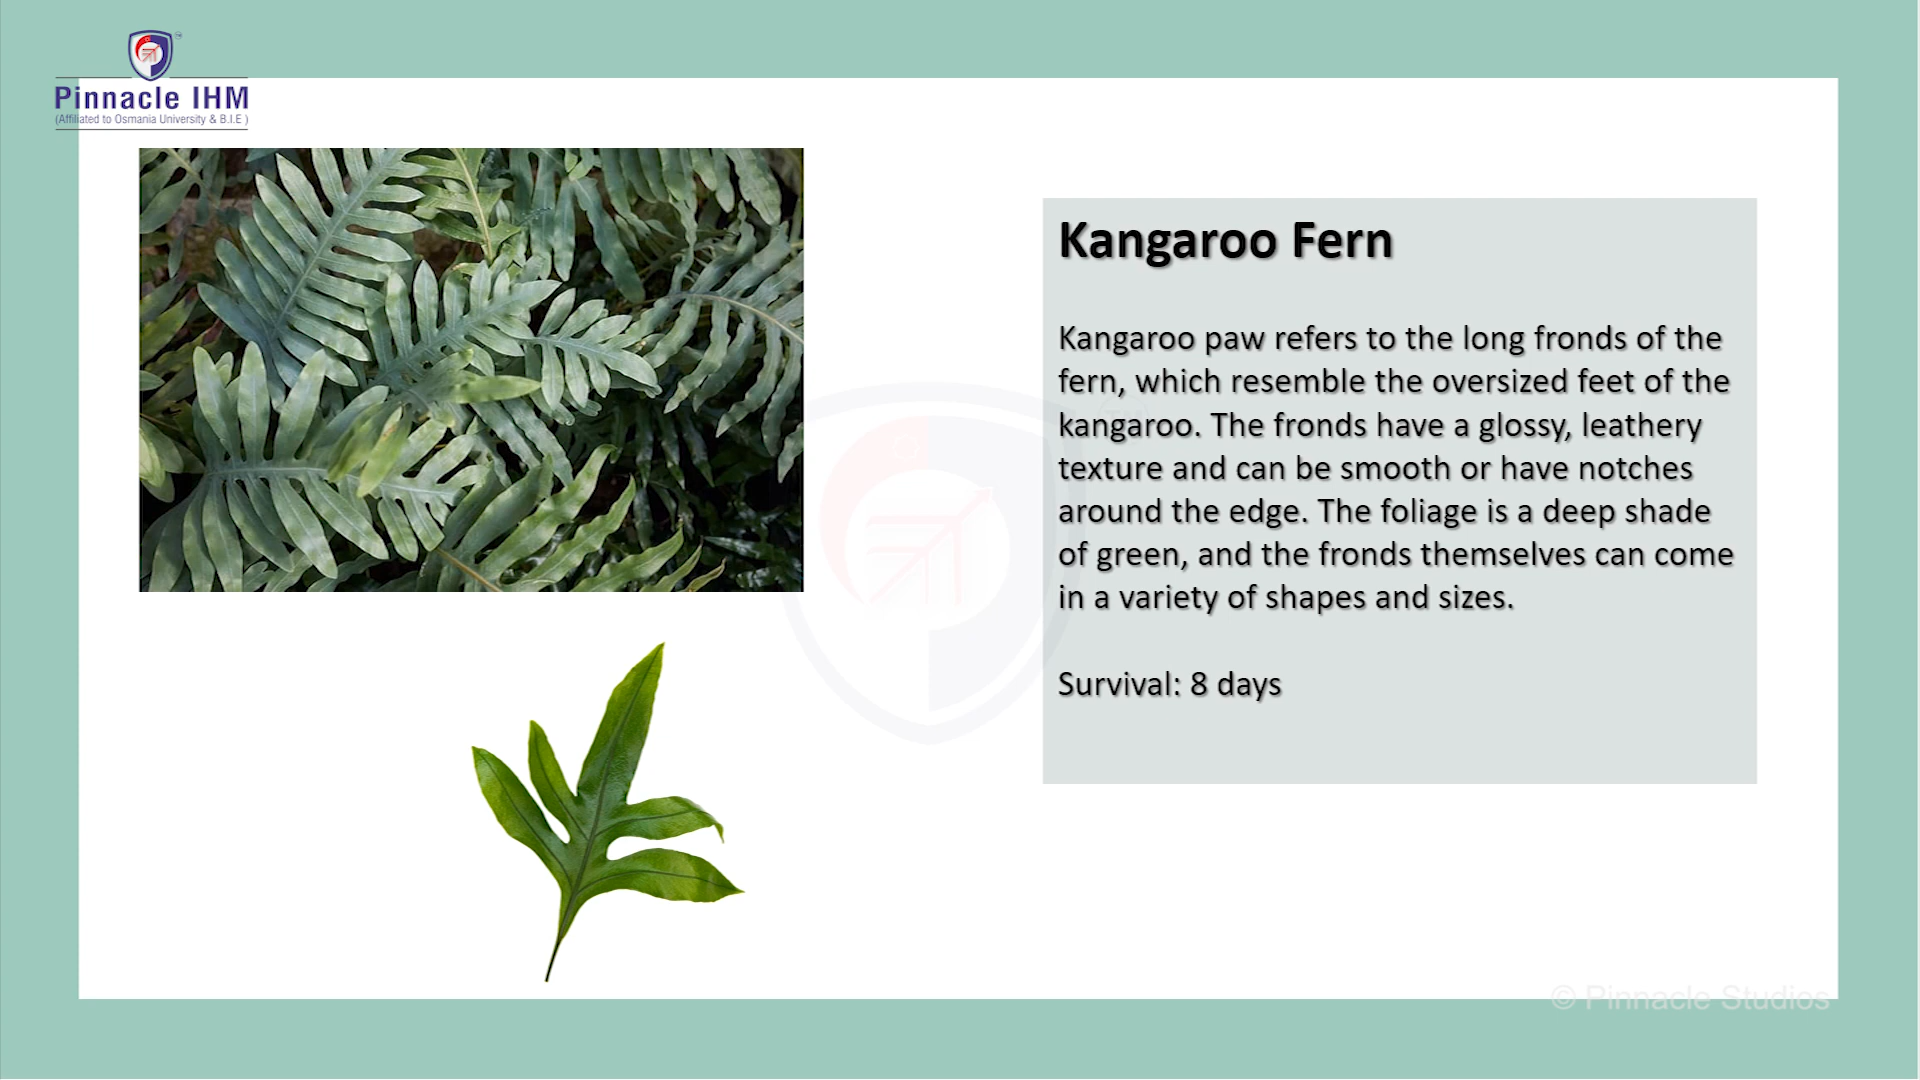 Pinnacle IHM
(Affiliated to Osmania University & B.I.E )
Kangaroo Fern
Kangaroo paw refers to the long fronds of the
fern, which resemble the oversized feet of the
kangaroo. The fronds have a glossy, leathery
texture and can be smooth or have notches
around the edge. The foliage is a deep shade
of green, and the fronds themselves can come
in a variety of shapes and sizes.
Survival: 8 days
© Pinnacle Studios